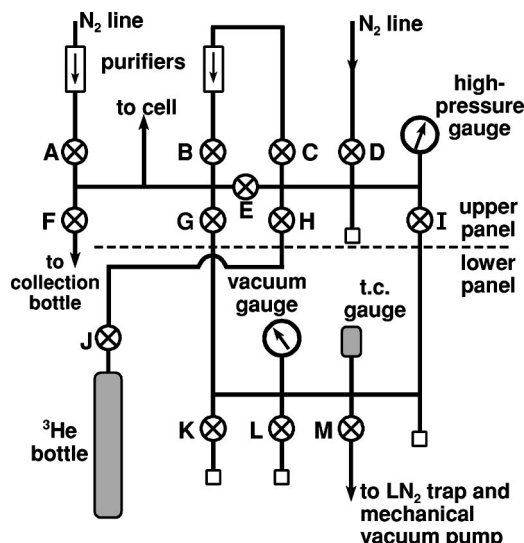 N₂ line
N₂ line
purifiers
to cell
high-
pressure
gauge
A
B
C
D
E
F
G
H
I
upper
panel
lower
panel
to
collection
bottle
vacuum
gauge
t.c.
gauge
J
³He
bottle
K
L
M
to LN₂ trap and
mechanical
vacuum pump